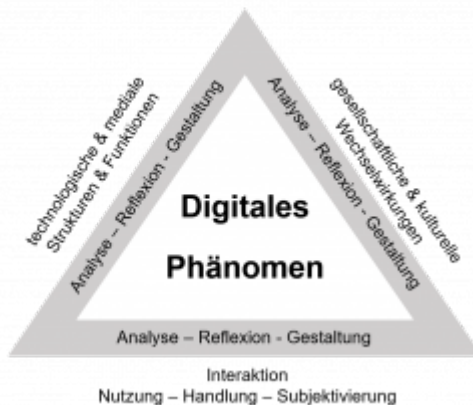 technologische & mediale
Strukturen & Funktionen
Analyse – Reflexion - Gestaltung
gesellschaftliche & kulturelle
Wechselwirkungen
Analyse – Reflexion - Gestaltung
Digitales
Phänomen
Analyse – Reflexion - Gestaltung
Interaktion
Nutzung – Handlung – Subjektivierung